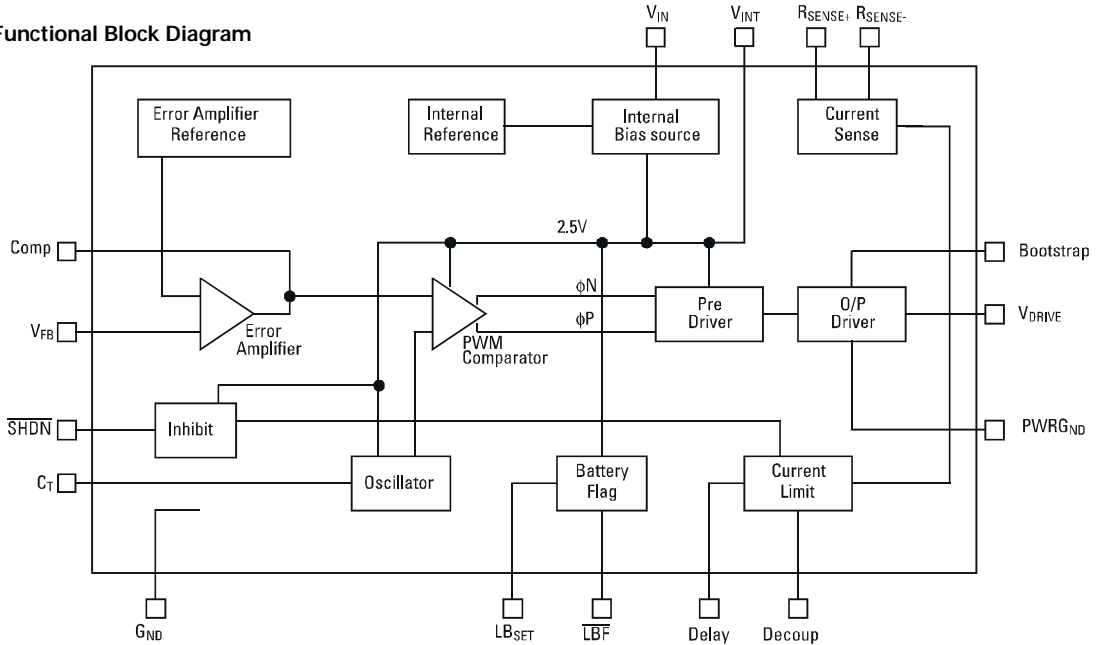 Functional Block Diagram
VIN
VINT
RSENSE+ RSENSE-
Error Amplifier
Reference
Internal
Reference
Internal
Bias source
Current
Sense
2.5V
Comp
Bootstrap
ϕN
Pre
Driver
O/P
Driver
VDRIVE
ϕP
VFB
Error
Amplifier
PWM
Comparator
SHDN
Inhibit
PWRGND
CT
Oscillator
Battery
Flag
Current
Limit
GND
LBSET
LBF
Delay
Decoup